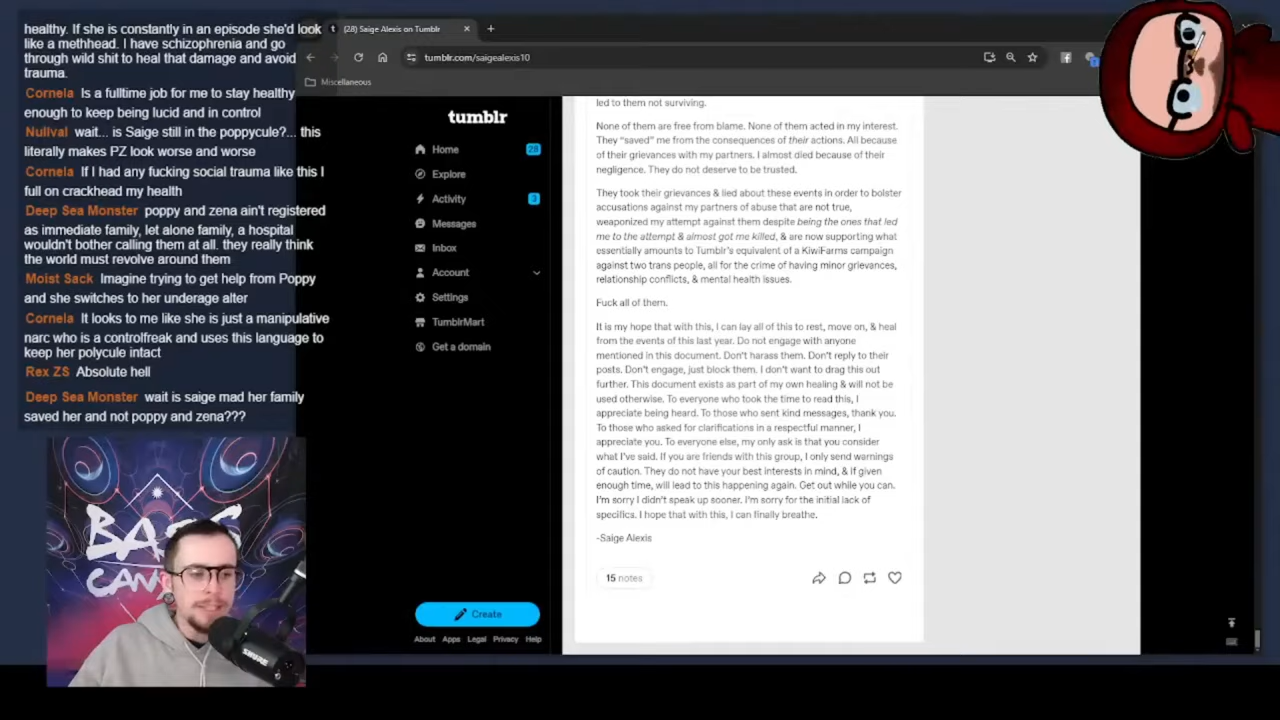 healthy. If she is constantly in an episode she'd look
like a methhead. I have schizophrenia and go
through wild shit to heal that damage and avoid
trauma.
Cornela Is a fulltime job for me to stay healthy
enough to keep being lucid and in control
Nullval wait... is Saige still in the poppycule?... this
literally makes PZ look worse and worse
Cornela If I had any fucking social trauma like this I
full on crackhead my health
Deep Sea Monster poppy and zena ain't registered
as immediate family, let alone family, a hospital
wouldn't bother calling them at all. they really think
the world must revolve around them
Moist Sack Imagine trying to get help from Poppy
and she switches to her underage alter
Cornela It looks to me like she is just a manipulative
narc who is a controlfreak and uses this language to
keep her polycule intact
Rex ZS Absolute hell
Deep Sea Monster wait is saige mad her family
saved her and not poppy and zena???
t (28) Saige Alexis on Tumblr
tumblr.com/saigealexis10
Miscellaneous
tumblr
Home 28
Explore
Activity 3
Messages
Inbox
Account
Settings
TumblrMart
Get a domain
Create
About Apps Legal Privacy Help
led to them not surviving.
None of them are free from blame. None of them acted in my interest.
They “saved” me from the consequences of their actions. All because
of their grievances with my partners. I almost died because of their
negligence. They do not deserve to be trusted.
They took their grievances & lied about these events in order to bolster
accusations against my partners of abuse that are not true,
weaponized my attempt against them despite being the ones that led
me to the attempt & almost got me killed, & are now supporting what
essentially amounts to Tumblr's equivalent of a KiwiFarms campaign
against two trans people, all for the crime of having minor grievances,
relationship conflicts, & mental health issues.
Fuck all of them.
It is my hope that with this, I can lay all of this to rest, move on, & heal
from the events of this last year. Do not engage with anyone
mentioned in this document. Don't harass them. Don't reply to their
posts. Don't engage, just block them. I don't want to drag this out
further. This document exists as part of my own healing & will not be
used otherwise. To everyone who took the time to read this, I
appreciate being heard. To those who sent kind messages, thank you.
To those who asked for clarifications in a respectful manner, I
appreciate you. To everyone else, my only ask is that you consider
what I've said. If you are friends with this group, I only send warnings
of caution. They do not have your best interests in mind, & if given
enough time, will lead to this happening again. Get out while you can.
I'm sorry I didn't speak up sooner. I'm sorry for the initial lack of
specifics. I hope that with this, I can finally breathe.
-Saige Alexis
15 notes
BASS
CAN
SHURE